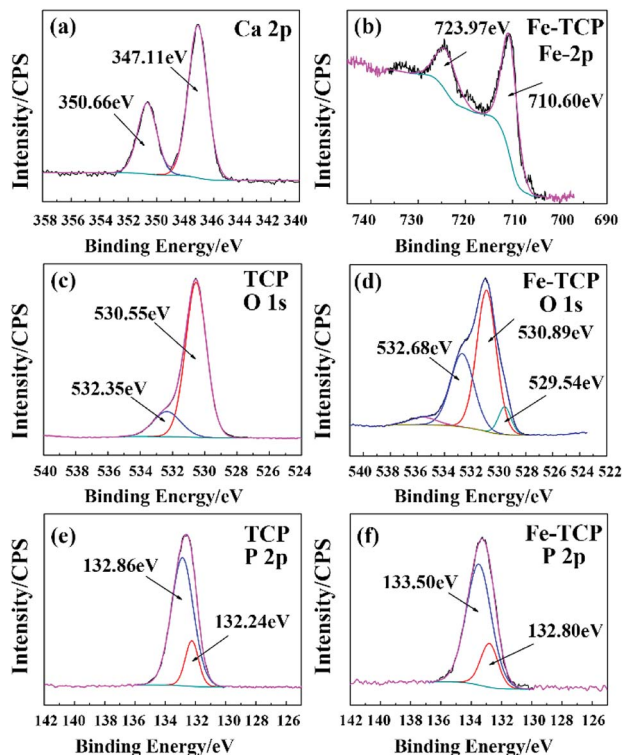 (a)
Ca 2p
347.11eV
350.66eV
Intensity/CPS
358 356 354 352 350 348 346 344 342 340
Binding Energy/eV
(b)
723.97eV
Fe-TCP
Fe-2p
710.60eV
Intensity/CPS
740 730 720 710 700 690
Binding Energy/eV
(c)
TCP
O 1s
530.55eV
532.35eV
Intensity/CPS
540 538 536 534 532 530 528 526 524
Binding Energy/eV
(d)
Fe-TCP
O 1s
530.89eV
532.68eV
529.54eV
Intensity/CPS
540 538 536 534 532 530 528 526 524 522
Binding Energy/eV
(e)
TCP
P 2p
132.86eV
132.24eV
Intensity/CPS
142 140 138 136 134 132 130 128 126
Binding Energy/eV
(f)
Fe-TCP
P 2p
133.50eV
132.80eV
Intensity/CPS
142 140 138 136 134 132 130 128 126
Binding Energy/eV